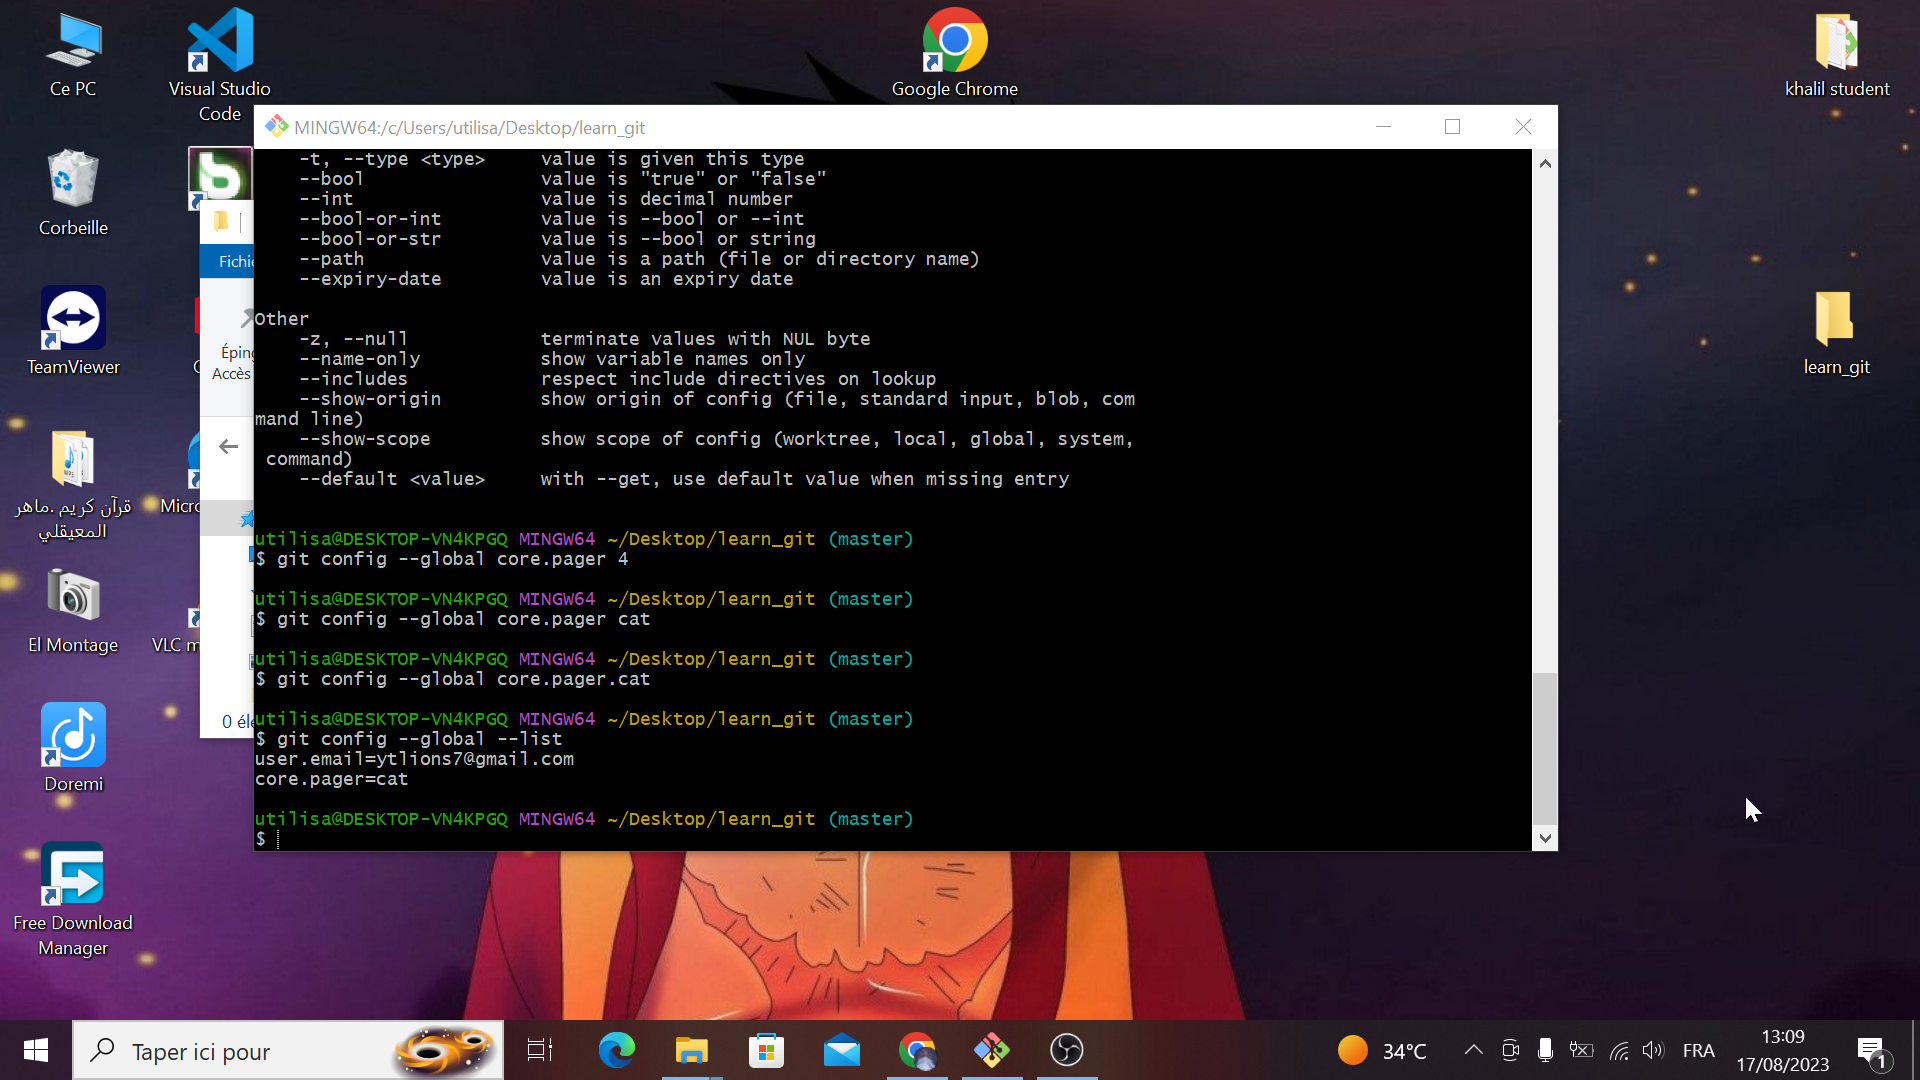 Ce PC
Visual Studio
Code
Google Chrome
khalil student
Corbeille
TeamViewer
learn_git
قرآن كريم .ماهر
المعيقلي
Micro
El Montage
VLC m
Doremi
Free Download
Manager
Fichie
Éping
Accès
0 élé
MINGW64:/c/Users/utilisa/Desktop/learn_git
-t, --type <type> value is given this type
--bool value is "true" or "false"
--int value is decimal number
--bool-or-int value is --bool or --int
--bool-or-str value is --bool or string
--path value is a path (file or directory name)
--expiry-date value is an expiry date
Other
-z, --null terminate values with NUL byte
--name-only show variable names only
--includes respect include directives on lookup
--show-origin show origin of config (file, standard input, blob, com
mand line)
--show-scope show scope of config (worktree, local, global, system,
command)
--default <value> with --get, use default value when missing entry
utilisa@DESKTOP-VN4KPGQ MINGW64 ~/Desktop/learn_git (master)
$ git config --global core.pager 4
utilisa@DESKTOP-VN4KPGQ MINGW64 ~/Desktop/learn_git (master)
$ git config --global core.pager cat
utilisa@DESKTOP-VN4KPGQ MINGW64 ~/Desktop/learn_git (master)
$ git config --global core.pager.cat
utilisa@DESKTOP-VN4KPGQ MINGW64 ~/Desktop/learn_git (master)
$ git config --global --list
user.email=ytlions7@gmail.com
core.pager=cat
utilisa@DESKTOP-VN4KPGQ MINGW64 ~/Desktop/learn_git (master)
$
Taper ici pour
34°C
FRA
13:09
17/08/2023
1